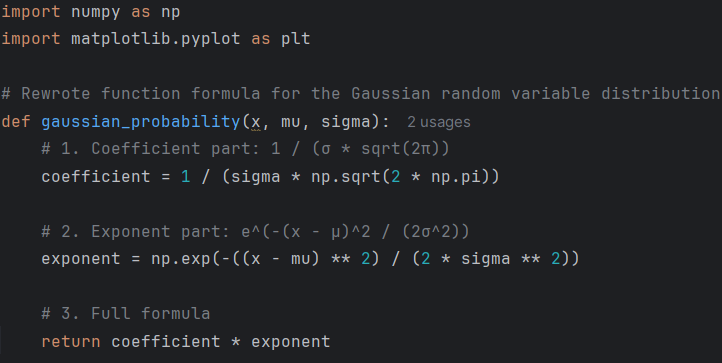 import numpy as np
import matplotlib.pyplot as plt
# Rewrote function formula for the Gaussian random variable distribution
def gaussian_probability(x, mu, sigma): 2 usages
# 1. Coefficient part: 1 / (σ * sqrt(2π))
coefficient = 1 / (sigma * np.sqrt(2 * np.pi))
# 2. Exponent part: e^(-(x - μ)^2 / (2σ^2))
exponent = np.exp(-((x - mu) ** 2) / (2 * sigma ** 2))
# 3. Full formula
return coefficient * exponent